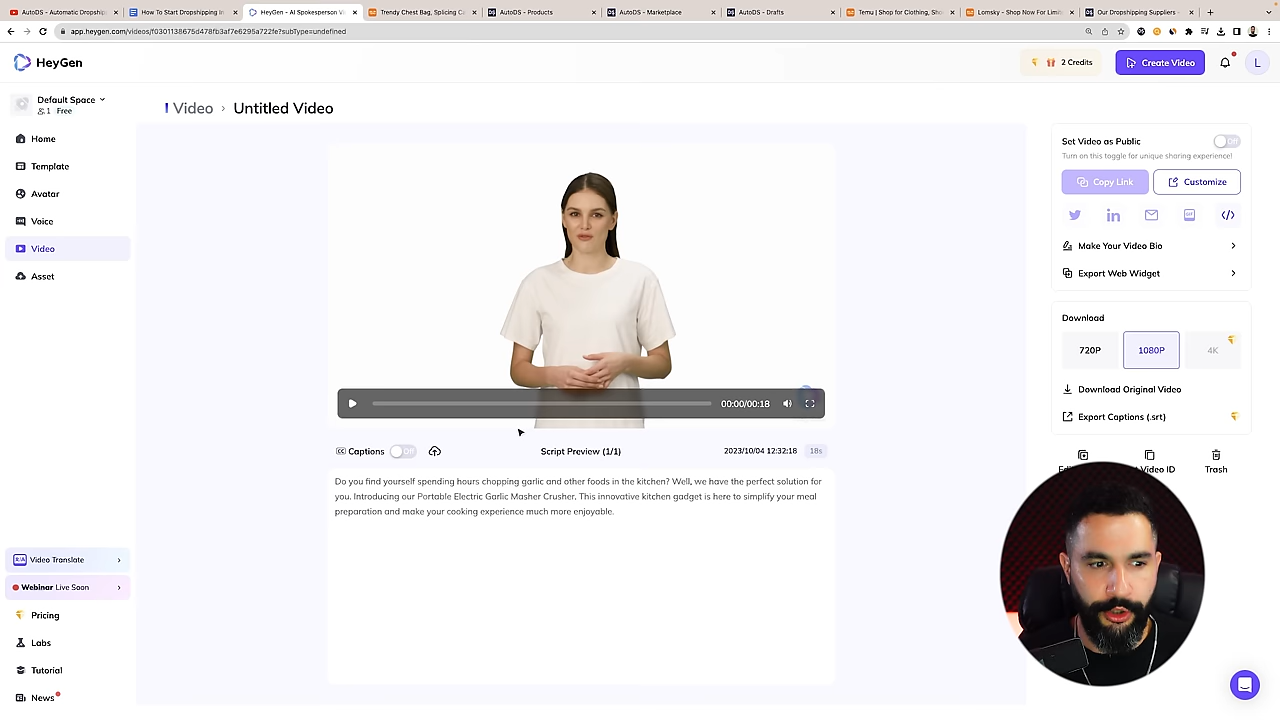 AutoDS - Automatic Dropship
How To Start Dropshipping In
HeyGen - AI Spokesperson Vi
Trendy Chest Bag, Splicing Ca
AutoDS - Products
AutoDS - Marketplace
AutoDS - Drafts
Temu | Shop for Clothing, Sho
Lomsky - Shop Now For Limi
Our Dropshipping Suppliers
app.heygen.com/videos/f0301138675d478fb3af7e6295a722fe?subType=undefined
HeyGen
2 Credits
Create Video
L
Default Space
1 Free
Home
Template
Avatar
Voice
Video
Asset
Video Translate
Webinar Live Soon
Pricing
Labs
Tutorial
News
Video > Untitled Video
00:00/00:18
CC Captions Off
Script Preview (1/1)
2023/10/04 12:32:18
18s
Do you find yourself spending hours chopping garlic and other foods in the kitchen? Well, we have the perfect solution for
you. Introducing our Portable Electric Garlic Masher Crusher. This innovative kitchen gadget is here to simplify your meal
preparation and make your cooking experience much more enjoyable.
Set Video as Public
Off
Turn on this toggle for unique sharing experience!
Copy Link
Customize
GIF
Make Your Video Bio
Export Web Widget
Download
720P
1080P
4K
Download Original Video
Export Captions (.srt)
Video ID
Trash